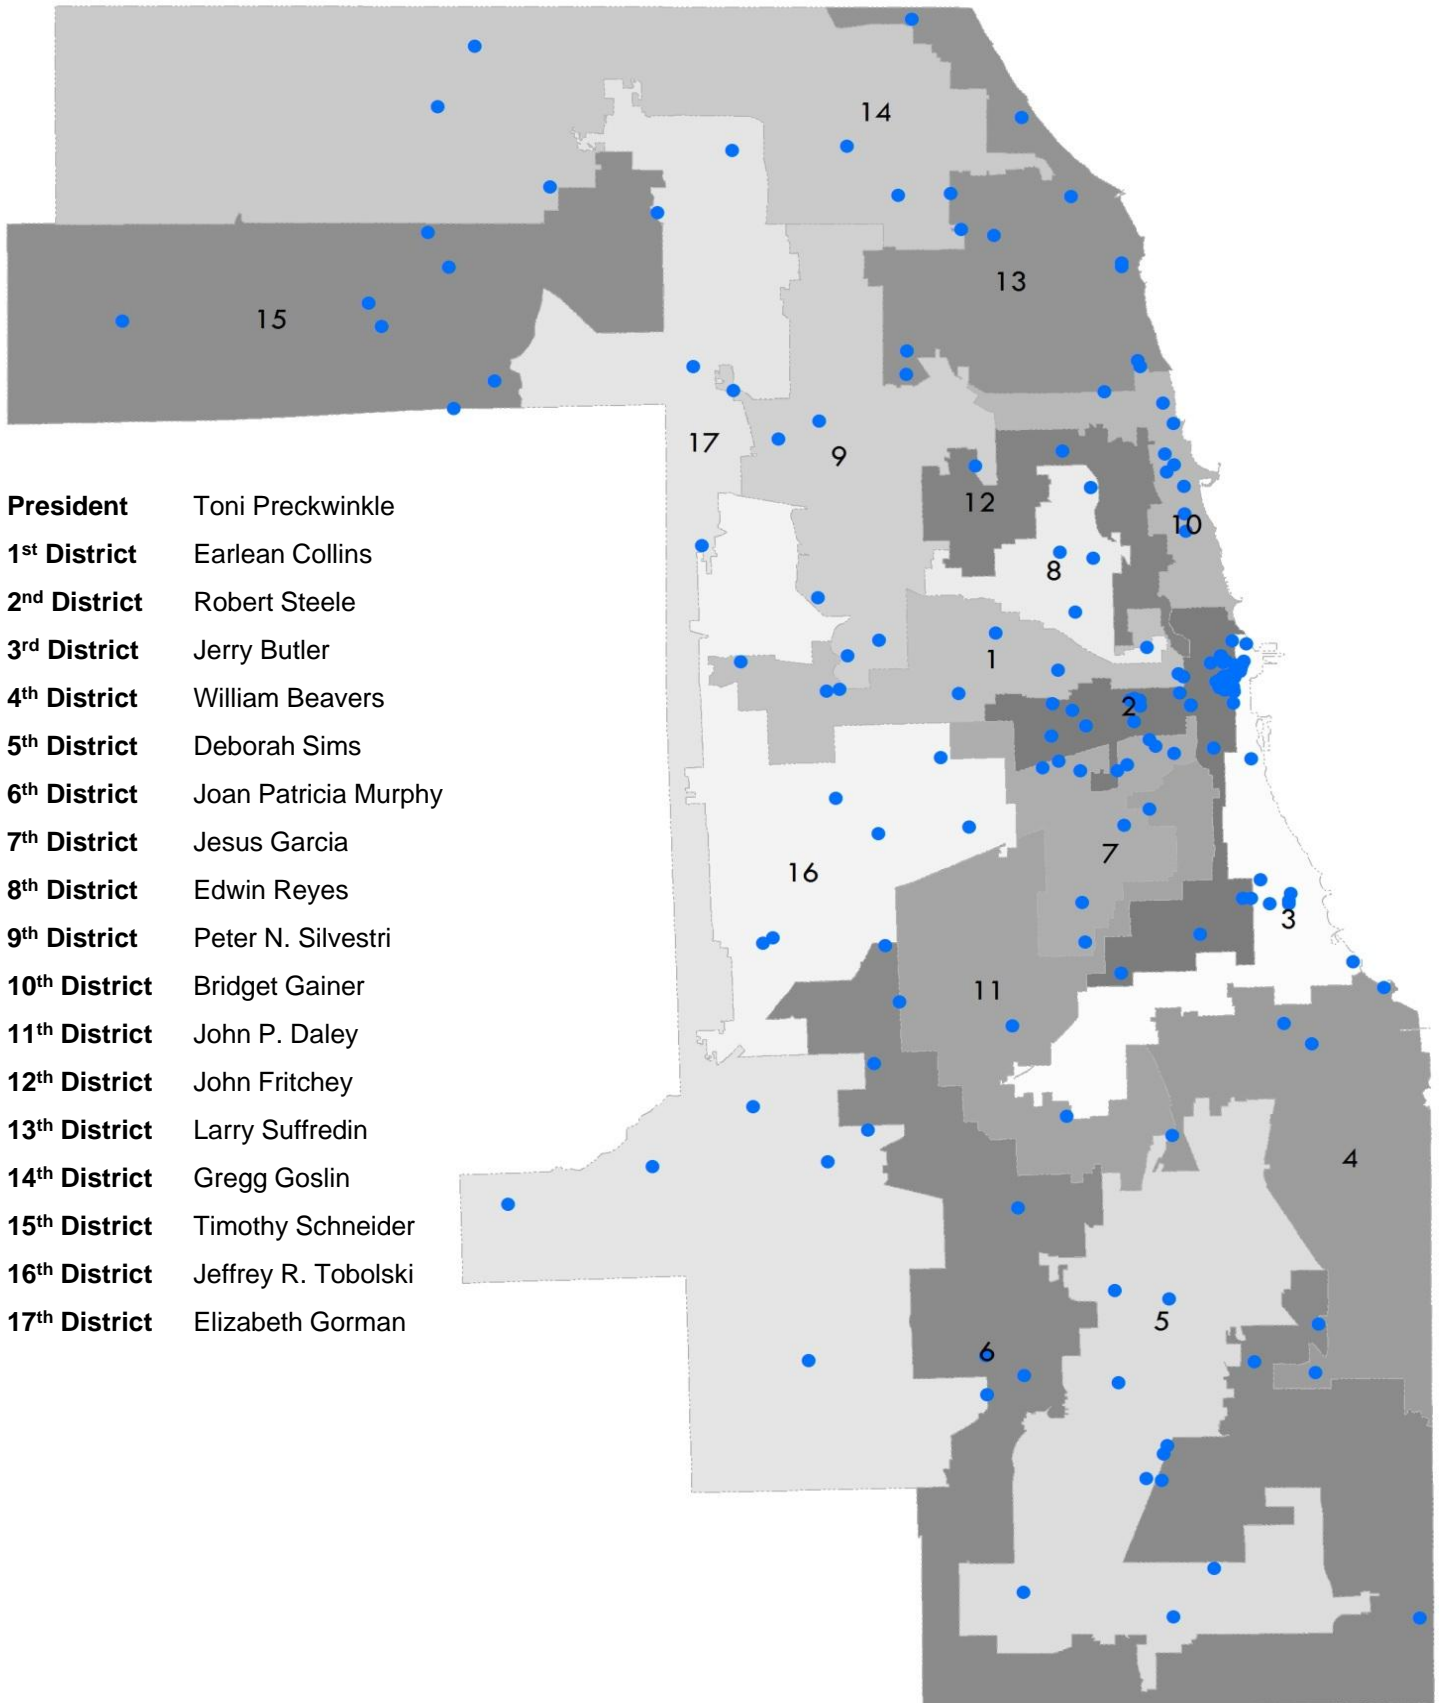 14
13
15
17
9
12
10
8
1
2
7
16
3
11
4
5
6
President Toni Preckwinkle
1st District Earlean Collins
2nd District Robert Steele
3rd District Jerry Butler
4th District William Beavers
5th District Deborah Sims
6th District Joan Patricia Murphy
7th District Jesus Garcia
8th District Edwin Reyes
9th District Peter N. Silvestri
10th District Bridget Gainer
11th District John P. Daley
12th District John Fritchey
13th District Larry Suffredin
14th District Gregg Goslin
15th District Timothy Schneider
16th District Jeffrey R. Tobolski
17th District Elizabeth Gorman